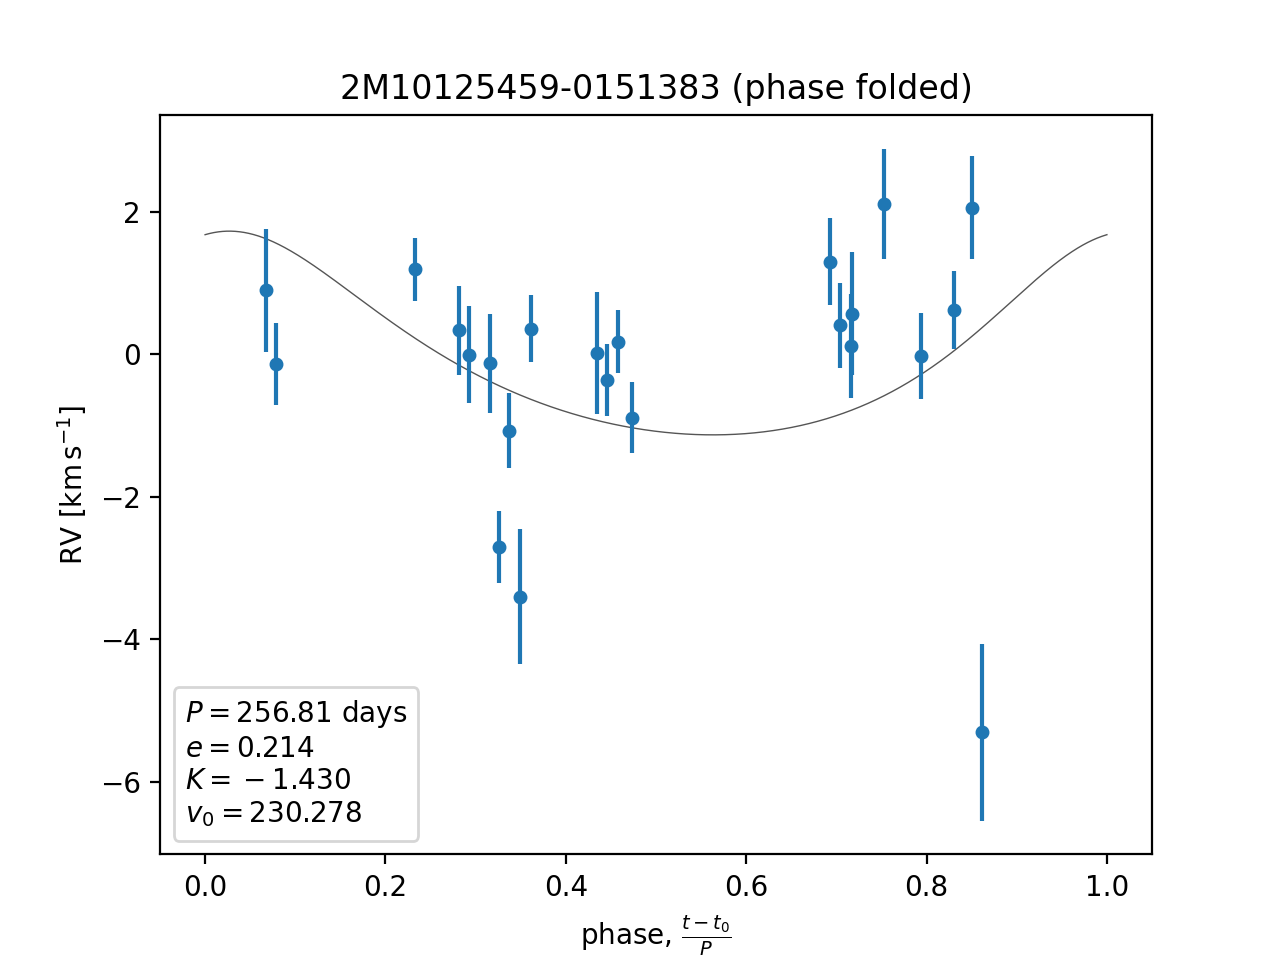 2M10125459-0151383 (phase folded)
RV [km s⁻¹]
2
0
−2
−4
−6
P = 256.81 days
e = 0.214
K = −1.430
v₀ = 230.278
0.0 0.2 0.4 0.6 0.8 1.0
phase, (t − t₀)/P